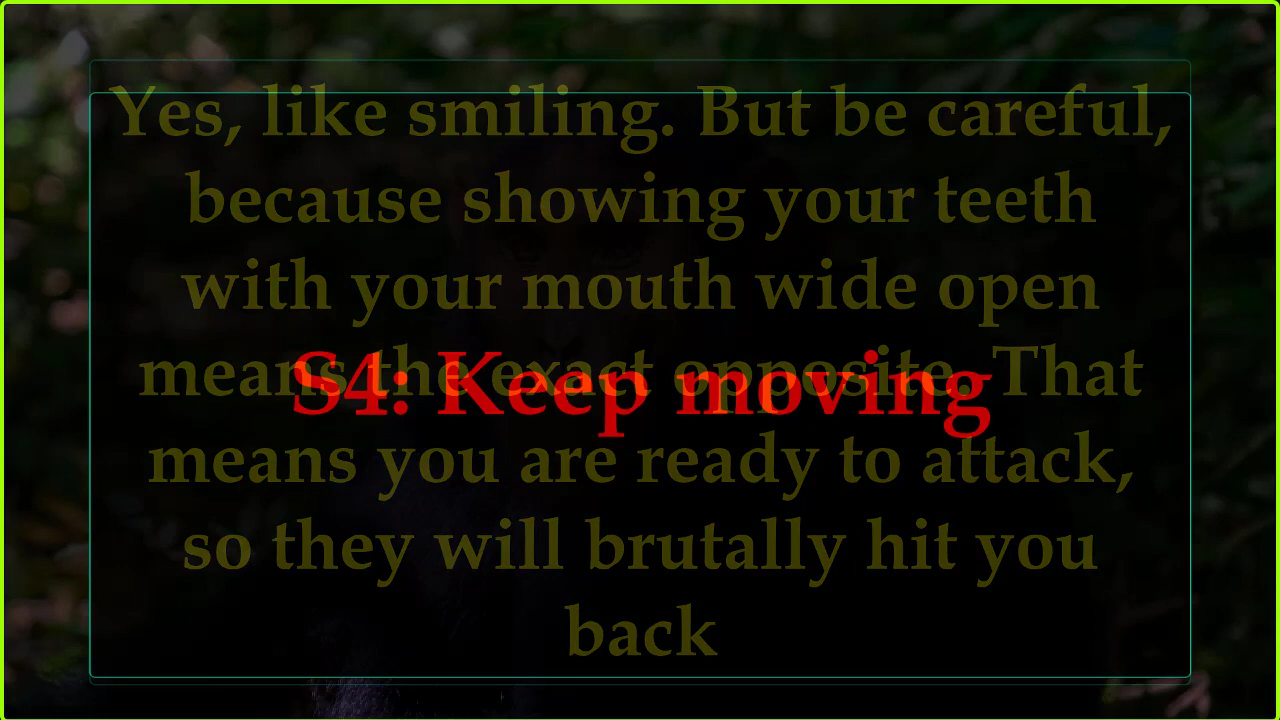 Yes, like smiling. But be careful,
because showing your teeth
with your mouth wide open
means the exact opposite. That
S4: Keep moving
means you are ready to attack,
so they will brutally hit you
back